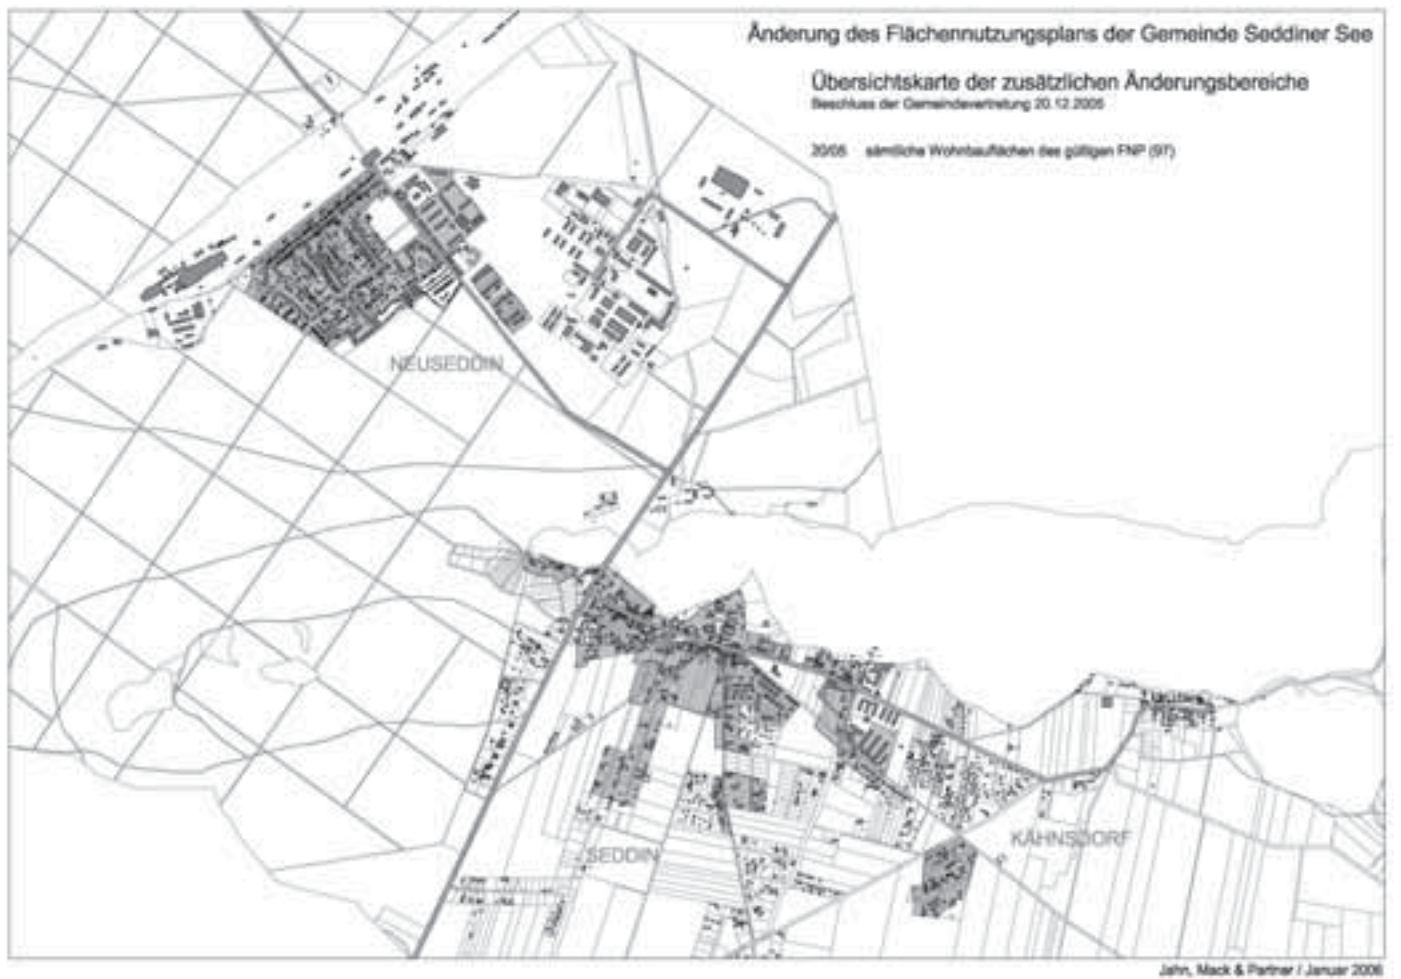 Änderung des Flächennutzungsplans der Gemeinde Seddiner See
Übersichtskarte der zusätzlichen Änderungsbereiche
Beschluss der Gemeindevertretung 20.12.2005
20/05 sämtliche Wohnbauflächen des gültigen FNP (97)
NEUSEDDIN
SEDDIN
KÄHNSDORF
Jahn, Mack & Partner / Januar 2006